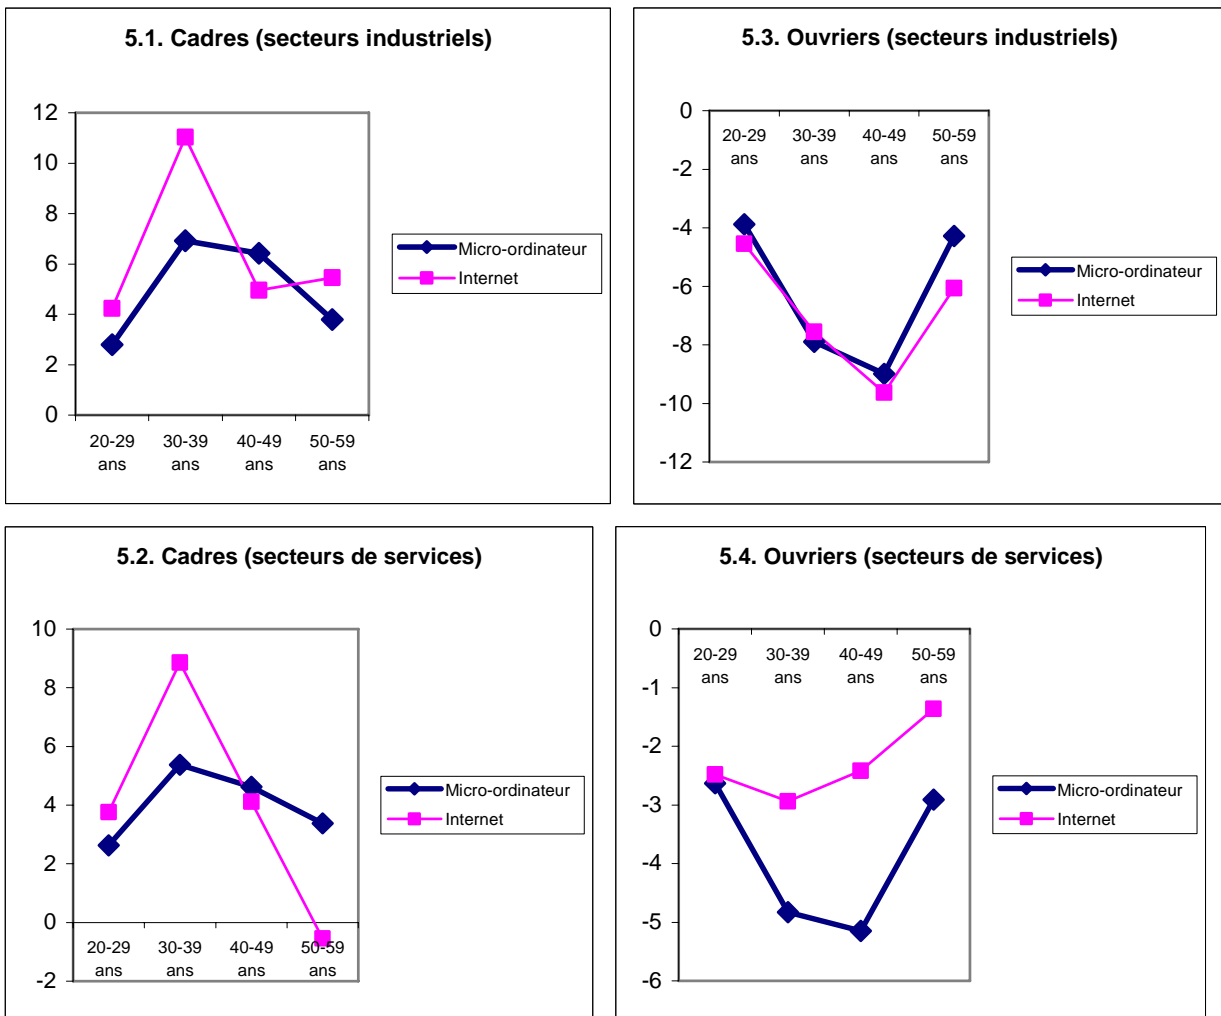 5.1. Cadres (secteurs industriels)
12
10
8
6
4
2
0
20-29 30-39 40-49 50-59
ans ans ans ans
Micro-ordinateur
Internet
5.3. Ouvriers (secteurs industriels)
0
-2
-4
-6
-8
-10
-12
20-29 30-39 40-49 50-59
ans ans ans ans
Micro-ordinateur
Internet
5.2. Cadres (secteurs de services)
10
8
6
4
2
0
-2
20-29 30-39 40-49 50-59
ans ans ans ans
Micro-ordinateur
Internet
5.4. Ouvriers (secteurs de services)
0
-1
-2
-3
-4
-5
-6
20-29 30-39 40-49 50-59
ans ans ans ans
Micro-ordinateur
Internet